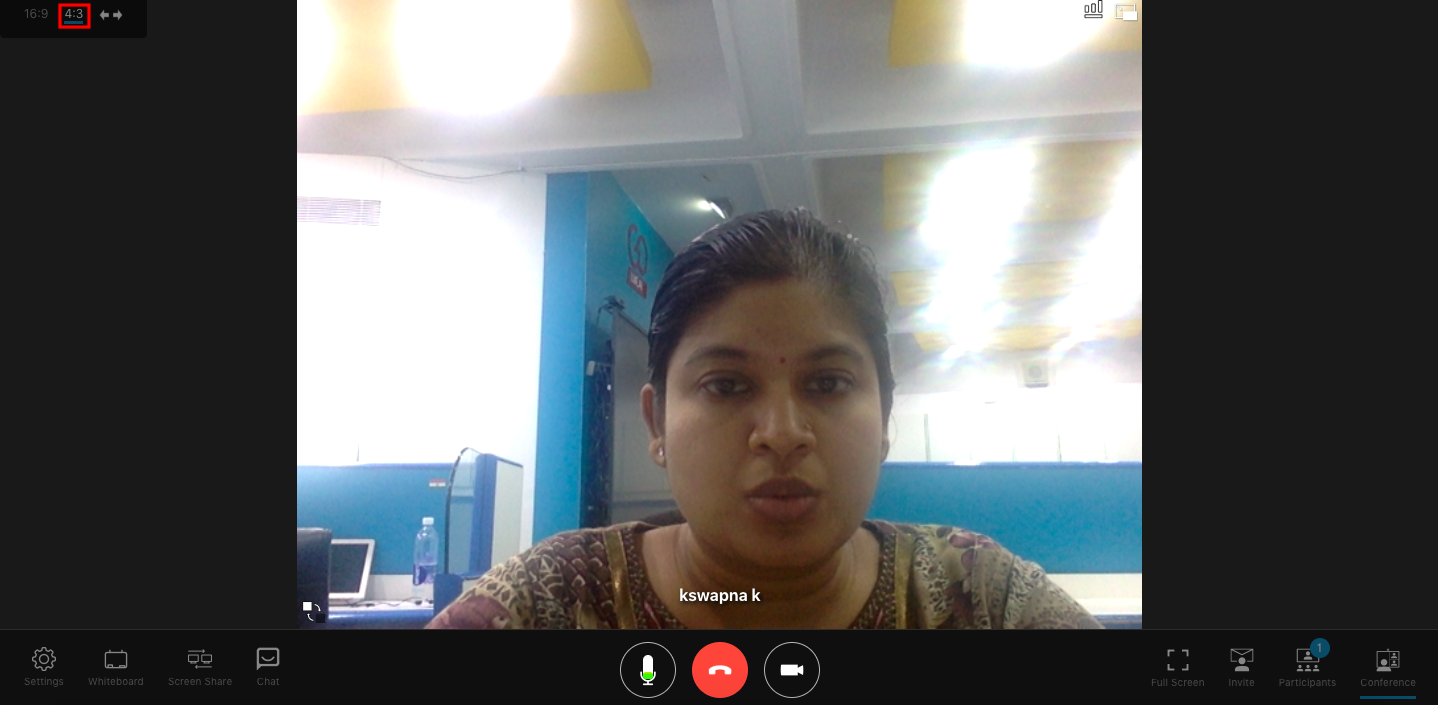 16:9 4:3
kswapna k
Settings Whiteboard Screen Share Chat
1
Full Screen Invite Participants Conference